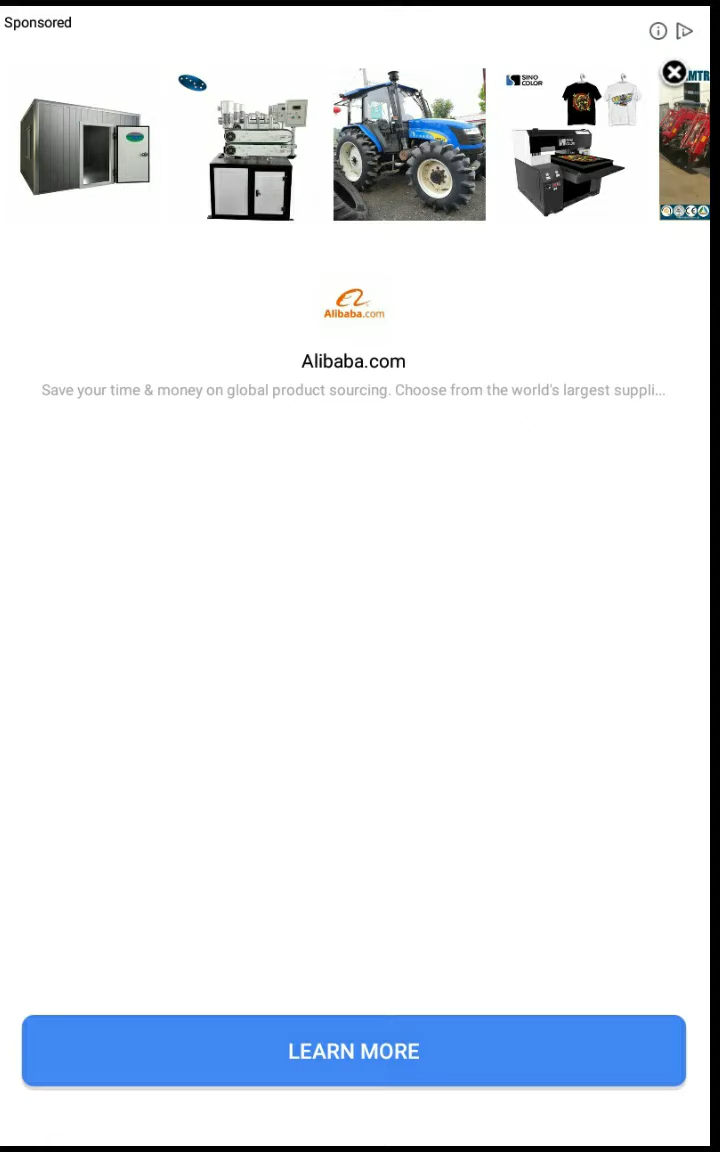 Sponsored
SINO
COLOR
MTR
Alibaba.com
Alibaba.com
Save your time & money on global product sourcing. Choose from the world's largest suppli...
LEARN MORE